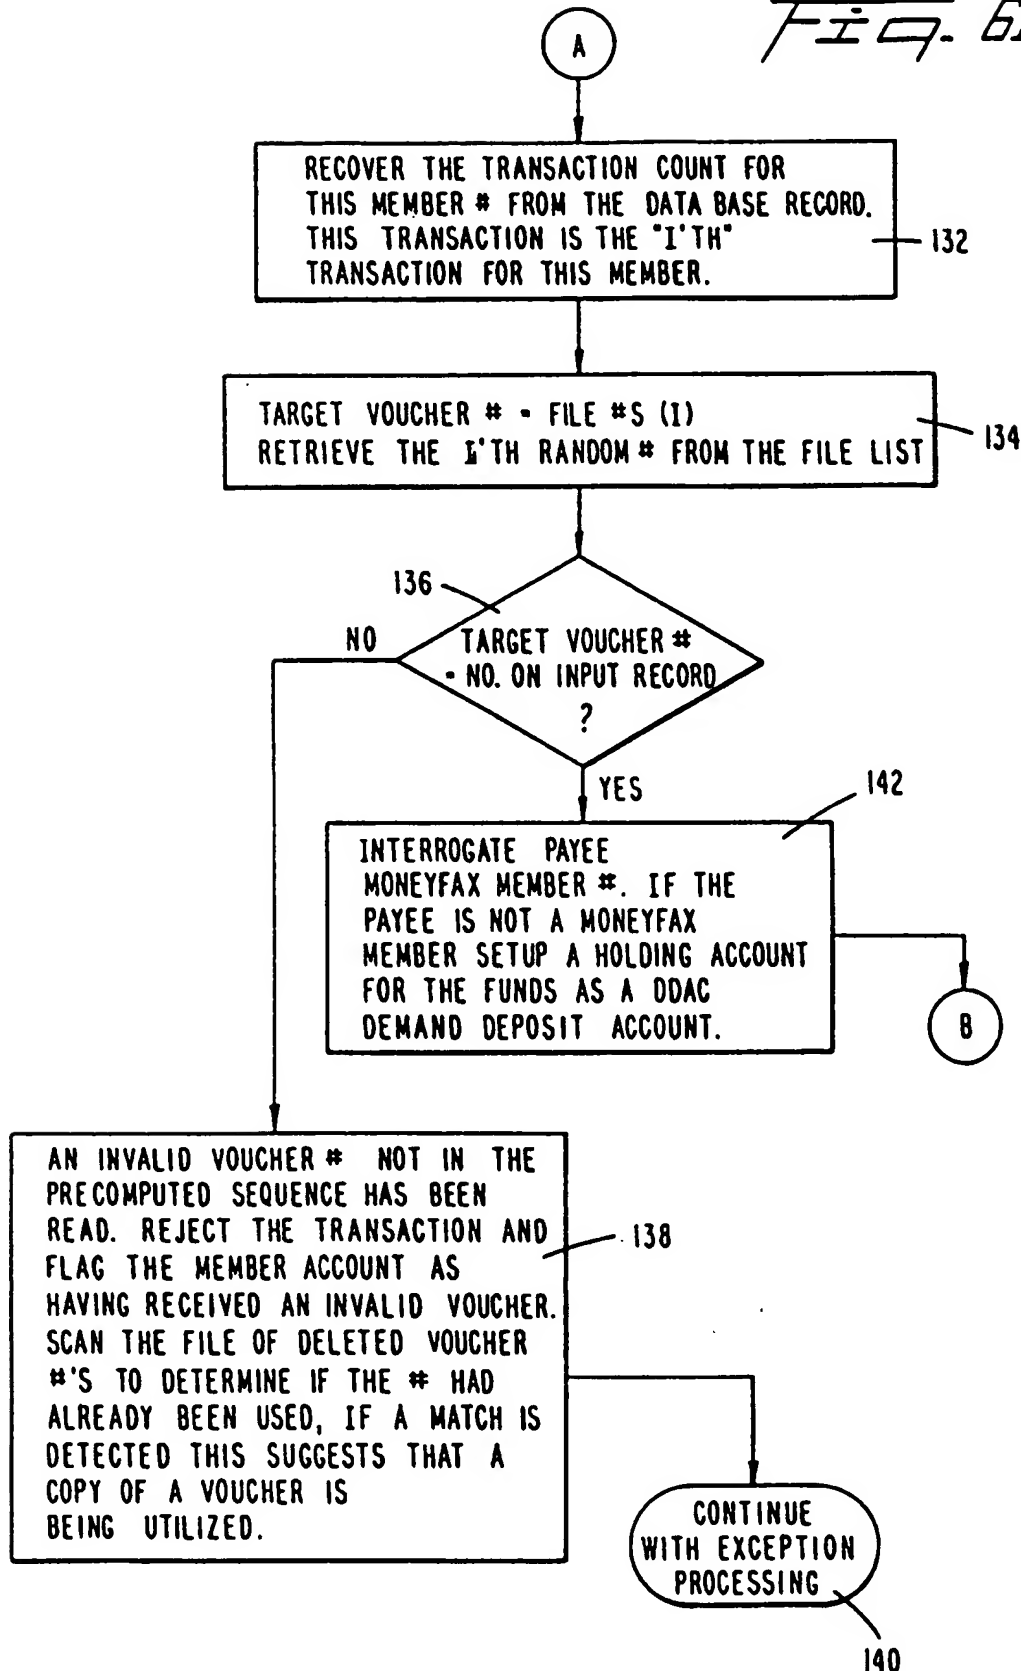 Fig.
A
RECOVER THE TRANSACTION COUNT FOR
THIS MEMBER # FROM THE DATA BASE RECORD.
THIS TRANSACTION IS THE "I'TH"
TRANSACTION FOR THIS MEMBER.
132
TARGET VOUCHER # - FILE #S (I)
RETRIEVE THE I'TH RANDOM # FROM THE FILE LIST
134
136
NO
TARGET VOUCHER #
- NO. ON INPUT RECORD
?
YES
142
INTERROGATE PAYEE
MONEYFAX MEMBER #. IF THE
PAYEE IS NOT A MONEYFAX
MEMBER SETUP A HOLDING ACCOUNT
FOR THE FUNDS AS A DDAC
DEMAND DEPOSIT ACCOUNT.
B
AN INVALID VOUCHER # NOT IN THE
PRECOMPUTED SEQUENCE HAS BEEN
READ. REJECT THE TRANSACTION AND
FLAG THE MEMBER ACCOUNT AS
HAVING RECEIVED AN INVALID VOUCHER.
SCAN THE FILE OF DELETED VOUCHER
#'S TO DETERMINE IF THE # HAD
ALREADY BEEN USED, IF A MATCH IS
DETECTED THIS SUGGESTS THAT A
COPY OF A VOUCHER IS
BEING UTILIZED.
138
CONTINUE
WITH EXCEPTION
PROCESSING
140